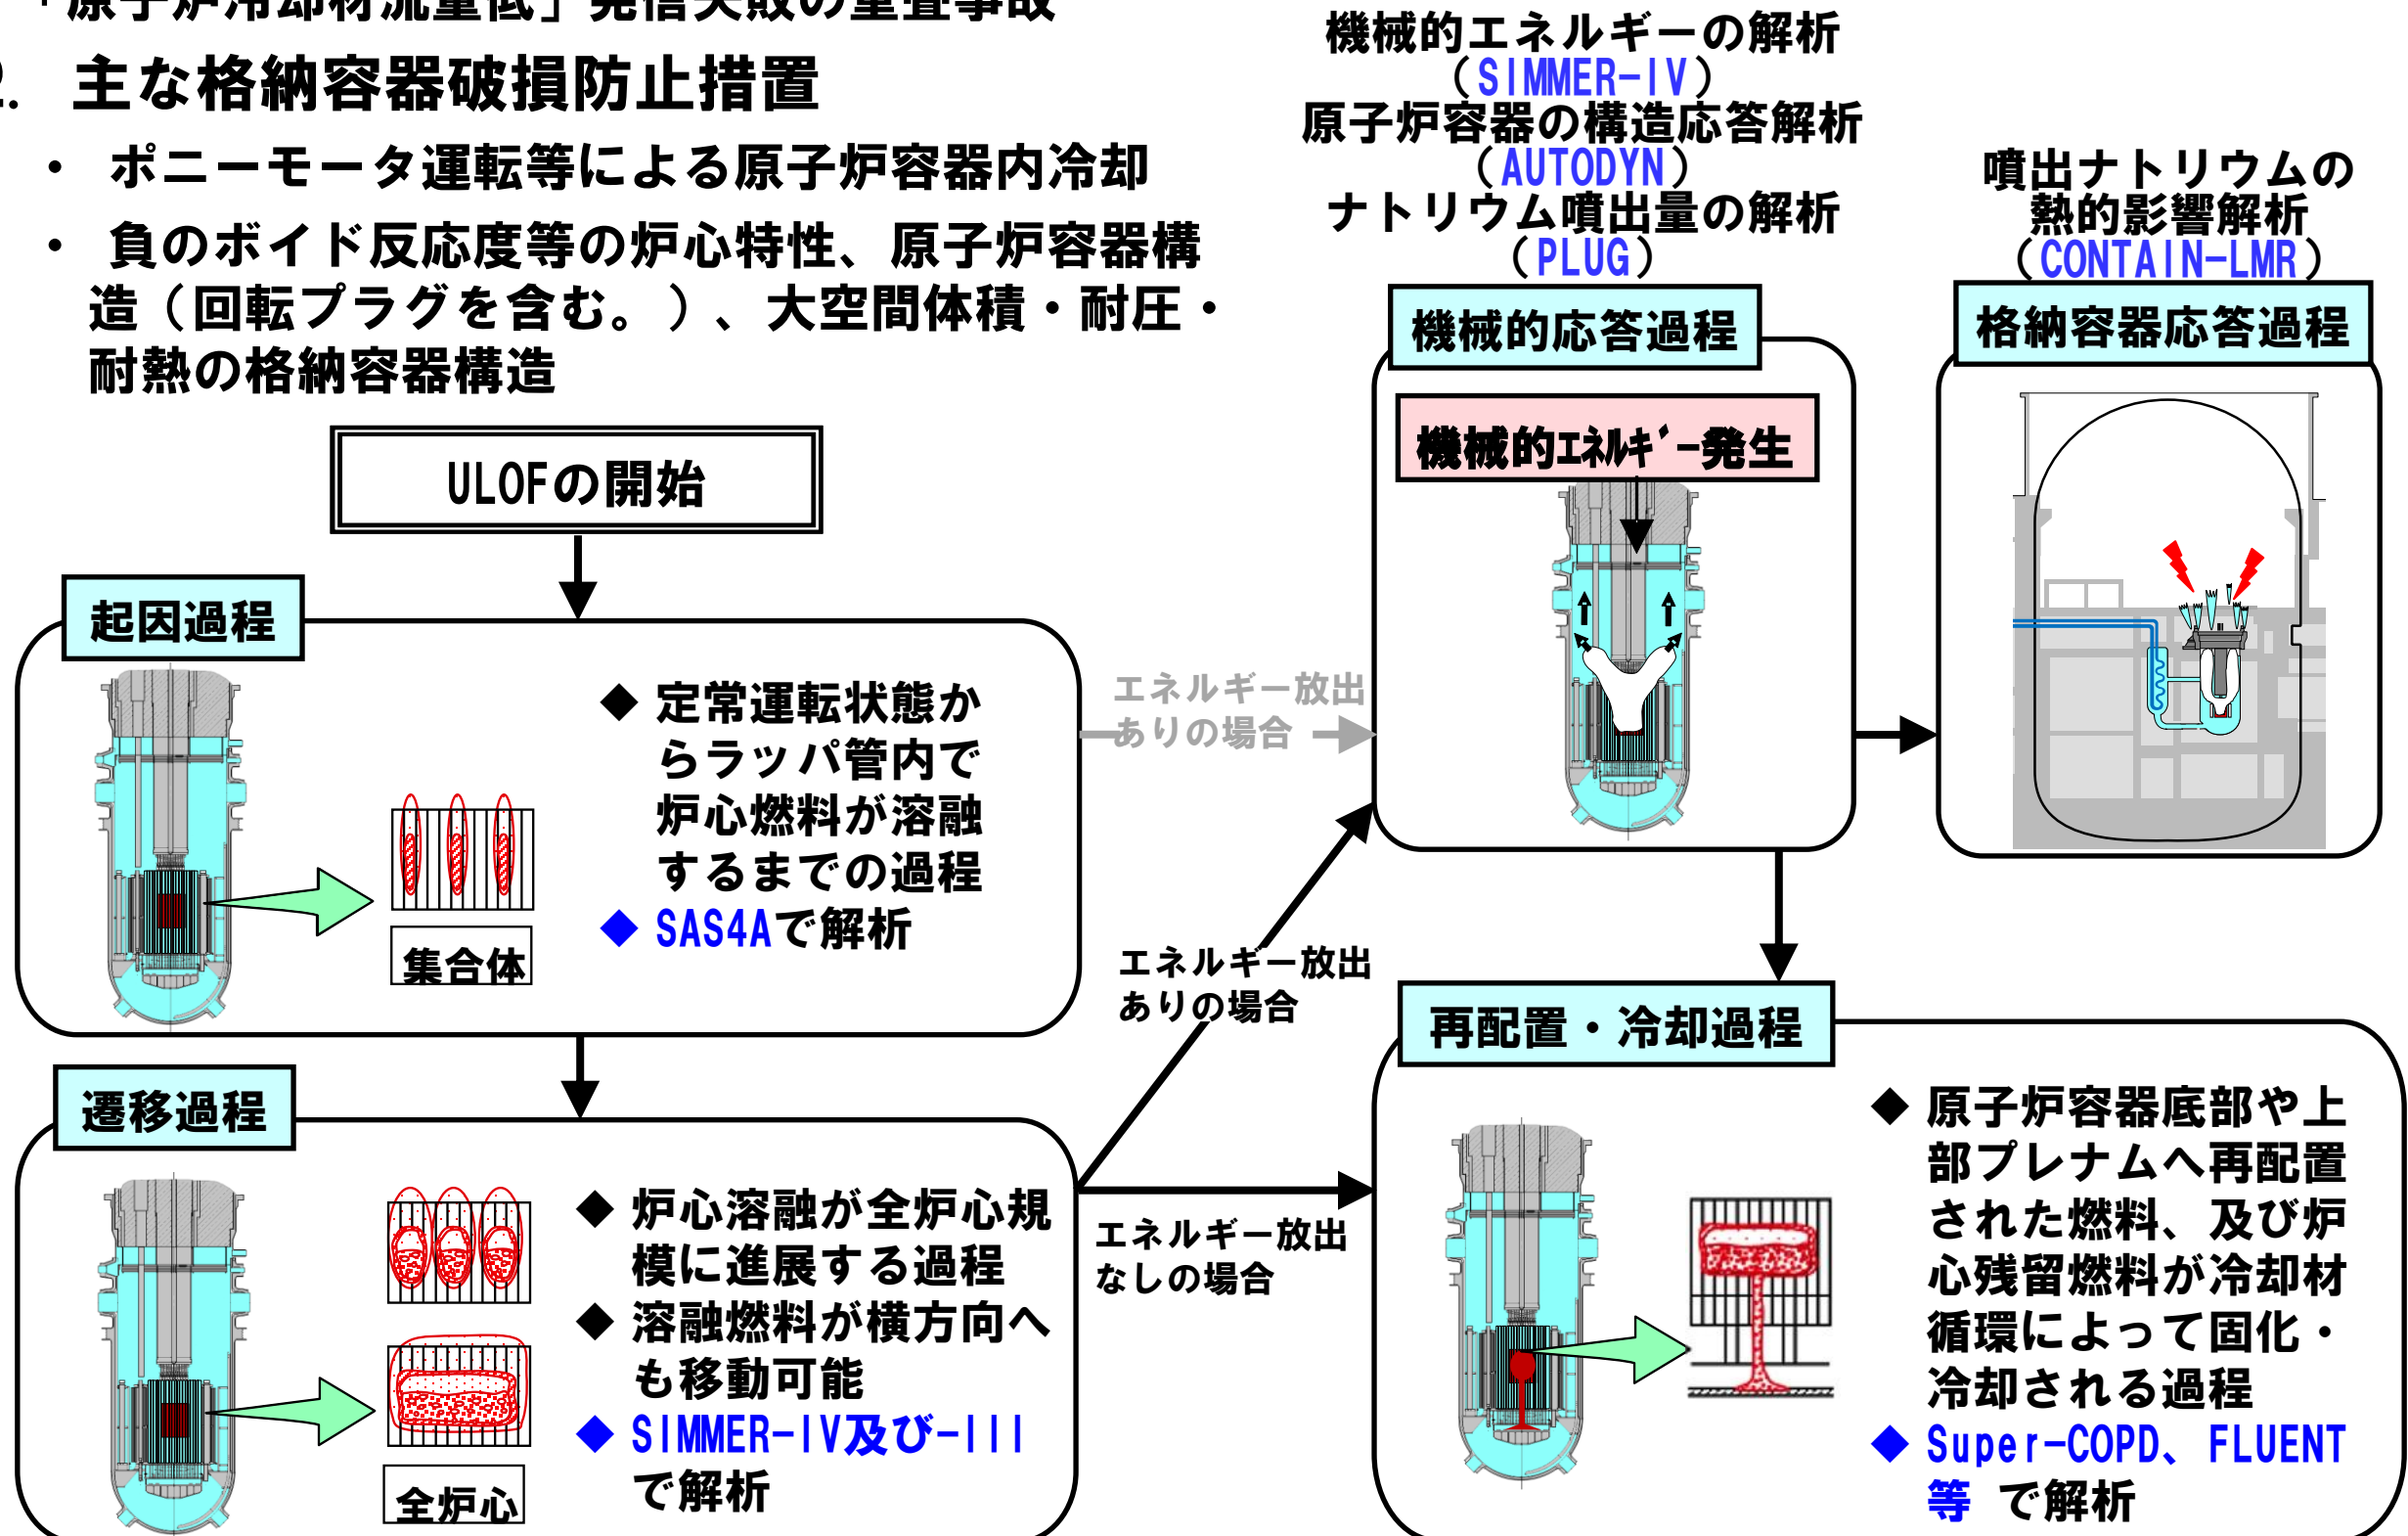 「原子炉冷却材流量低」発信失敗の重畳事故
2. 主な格納容器破損防止措置
・ ポニーモータ運転等による原子炉容器内冷却
・ 負のボイド反応度等の炉心特性、原子炉容器構
造（回転プラグを含む。）、大空間体積・耐圧・
耐熱の格納容器構造
機械的エネルギーの解析
（SIMMER-IV）
原子炉容器の構造応答解析
（AUTODYN）
ナトリウム噴出量の解析
（PLUG）
噴出ナトリウムの
熱的影響解析
（CONTAIN-LMR）
機械的応答過程
機械的ｴﾈﾙｷﾞｰ発生
格納容器応答過程
ULOFの開始
起因過程
◆ 定常運転状態か
らラッパ管内で
炉心燃料が溶融
するまでの過程
◆ SAS4Aで解析
集合体
エネルギー放出
ありの場合
エネルギー放出
ありの場合
遷移過程
◆ 炉心溶融が全炉心規
模に進展する過程
◆ 溶融燃料が横方向へ
も移動可能
◆ SIMMER-IV及び-III
で解析
全炉心
エネルギー放出
なしの場合
再配置・冷却過程
◆ 原子炉容器底部や上
部プレナムへ再配置
された燃料、及び炉
心残留燃料が冷却材
循環によって固化・
冷却される過程
◆ Super-COPD、FLUENT
等 で解析